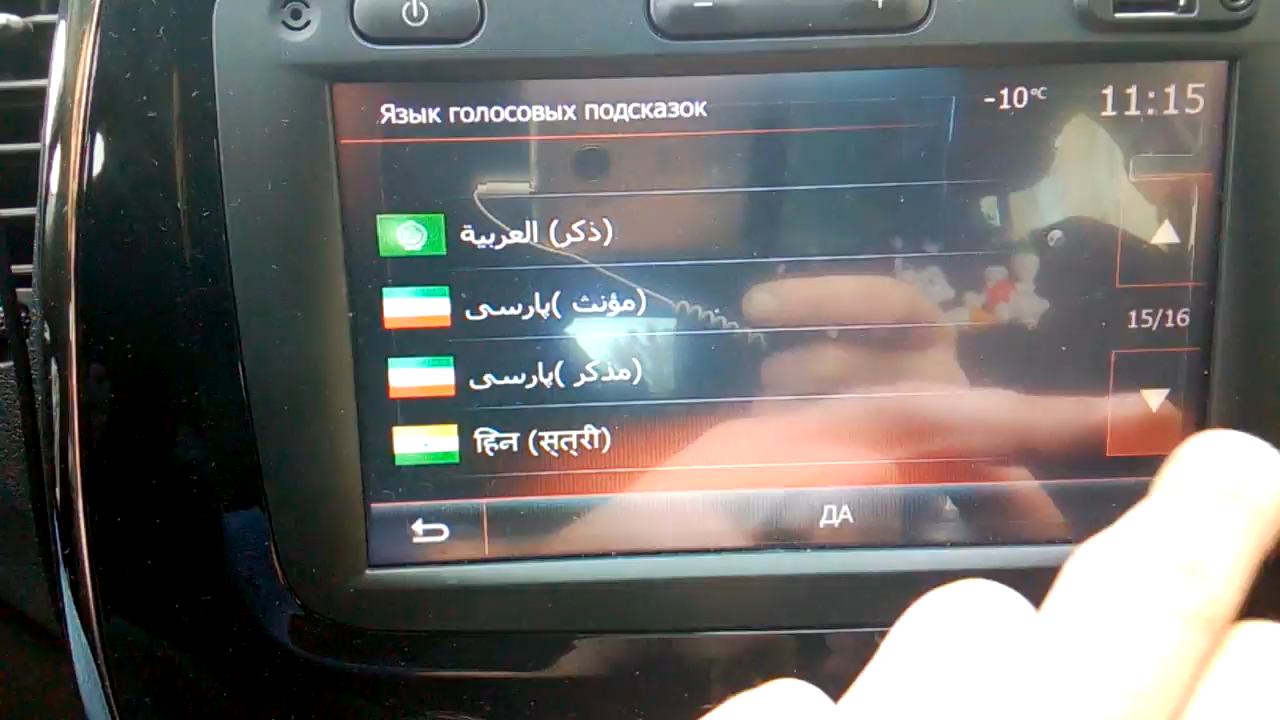 Язык голосовых подсказок
-10°C
11:15
العربية (ذكر)
پارسی( مؤنث)
15/16
پارسی( مذكر)
हिन (स्त्री)
ДА